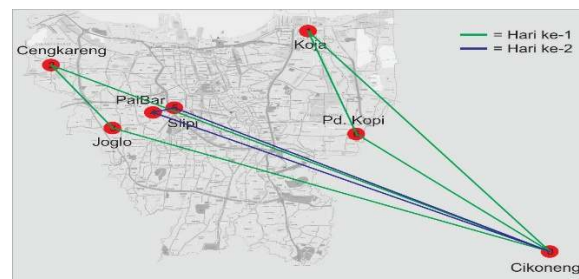 Cengkareng
Koja
= Hari ke-1
= Hari ke-2
PalBar
Slipi
Joglo
Pd. Kopi
Cikoneng